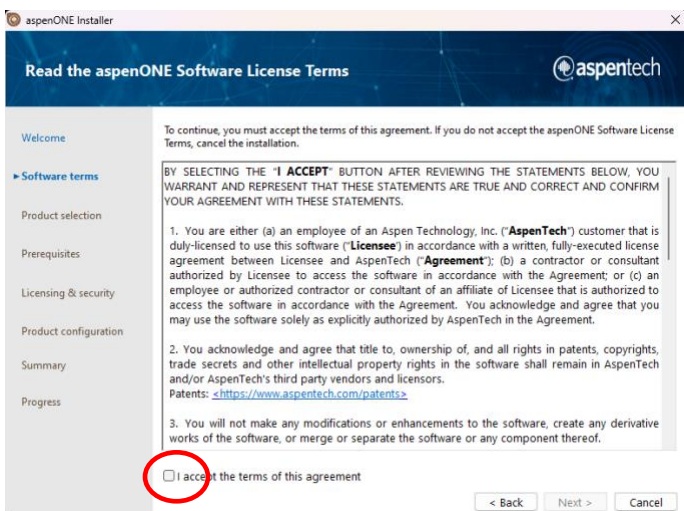 aspenONE Installer
Read the aspenONE Software License Terms
aspentech
Welcome
Software terms
Product selection
Prerequisites
Licensing & security
Product configuration
Summary
Progress
To continue, you must accept the terms of this agreement. If you do not accept the aspenONE Software License
Terms, cancel the installation.
BY SELECTING THE "I ACCEPT" BUTTON AFTER REVIEWING THE STATEMENTS BELOW, YOU
WARRANT AND REPRESENT THAT THESE STATEMENTS ARE TRUE AND CORRECT AND CONFIRM
YOUR AGREEMENT WITH THESE STATEMENTS.
1. You are either (a) an employee of an Aspen Technology, Inc. ("AspenTech") customer that is
duly-licensed to use this software ("Licensee") in accordance with a written, fully-executed license
agreement between Licensee and AspenTech ("Agreement"); (b) a contractor or consultant
authorized by Licensee to access the software in accordance with the Agreement; or (c) an
employee or authorized contractor or consultant of an affiliate of Licensee that is authorized to
access the software in accordance with the Agreement. You acknowledge and agree that you
may use the software solely as explicitly authorized by AspenTech in the Agreement.
2. You acknowledge and agree that title to, ownership of, and all rights in patents, copyrights,
trade secrets and other intellectual property rights in the software shall remain in AspenTech
and/or AspenTech's third party vendors and licensors.
Patents: <https://www.aspentech.com/patents>
3. You will not make any modifications or enhancements to the software, create any derivative
works of the software, or merge or separate the software or any component thereof.
I accept the terms of this agreement
< Back
Next >
Cancel